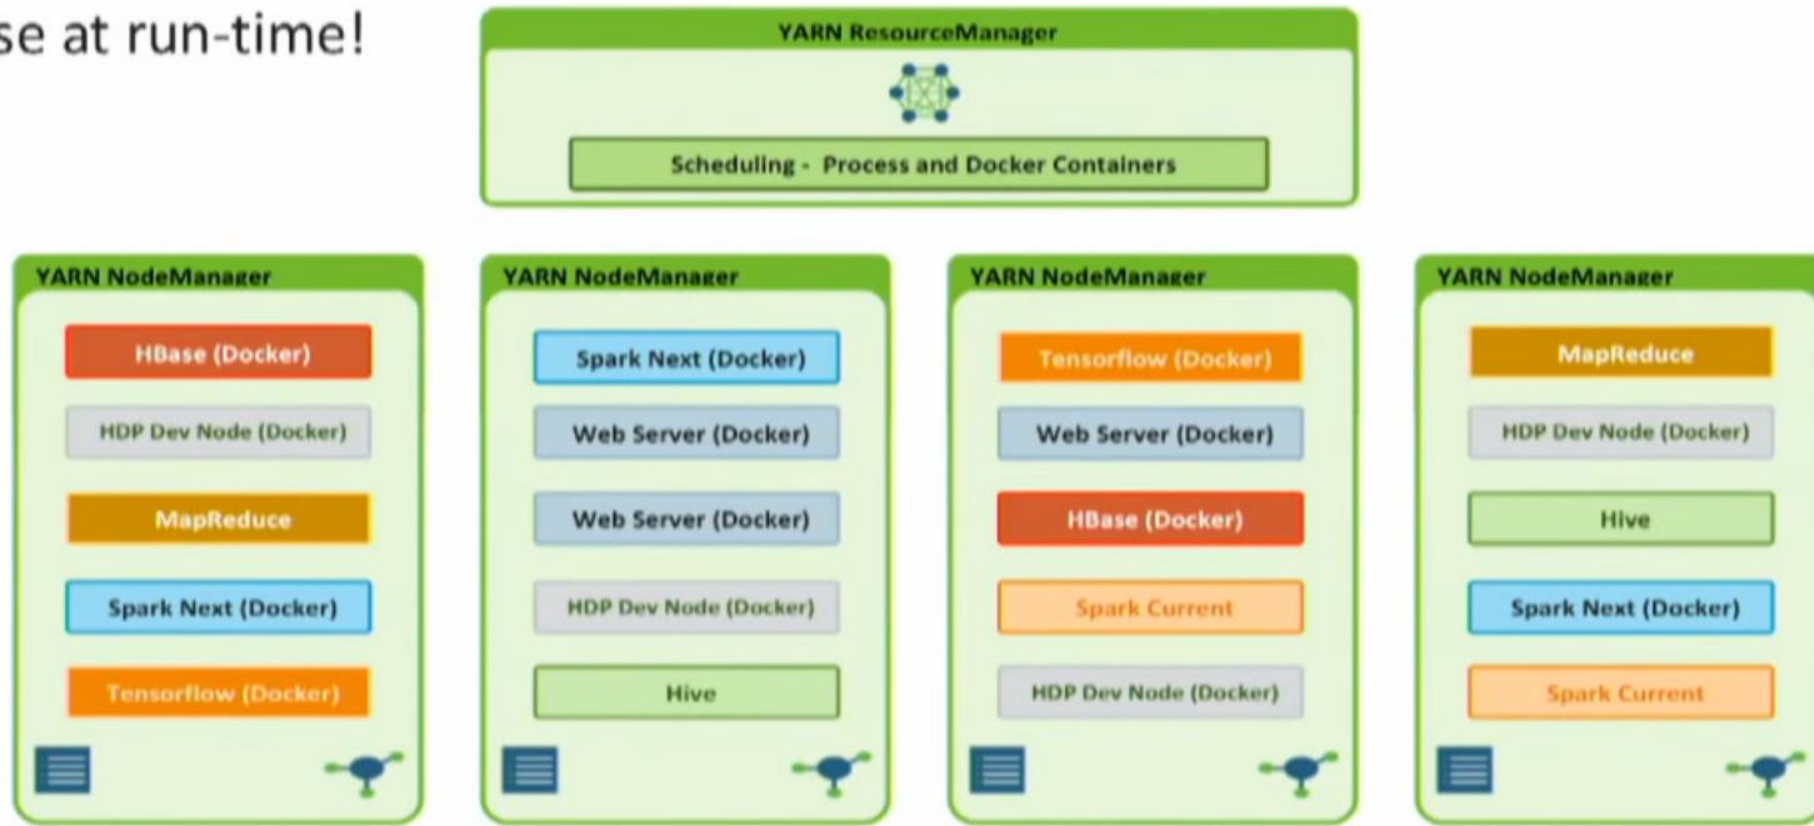 se at run-time!
YARN ResourceManager
Scheduling - Process and Docker Containers
YARN NodeManager
HBase (Docker)
HDP Dev Node (Docker)
MapReduce
Spark Next (Docker)
Tensorflow (Docker)
YARN NodeManager
Spark Next (Docker)
Web Server (Docker)
Web Server (Docker)
HDP Dev Node (Docker)
Hive
YARN NodeManager
Tensorflow (Docker)
Web Server (Docker)
HBase (Docker)
Spark Current
HDP Dev Node (Docker)
YARN NodeManager
MapReduce
HDP Dev Node (Docker)
Hive
Spark Next (Docker)
Spark Current